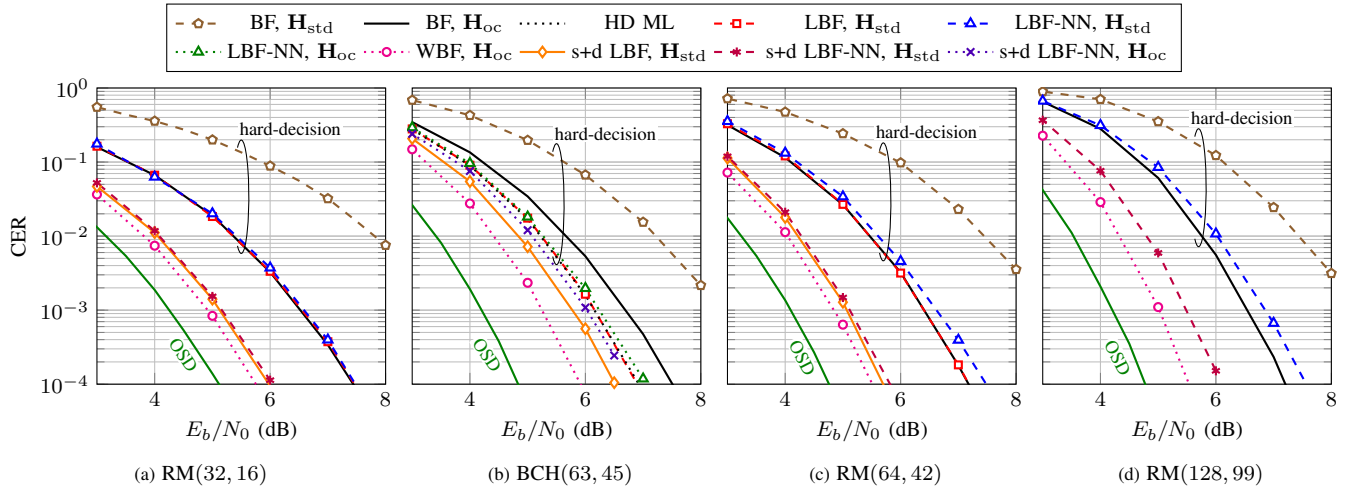 BF, H_std BF, H_oc HD ML LBF, H_std LBF-NN, H_std
LBF-NN, H_oc WBF, H_oc s+d LBF, H_std s+d LBF-NN, H_std s+d LBF-NN, H_oc
10^0
10^−1
10^−2
10^−3
10^−4
CER
hard-decision
OSD
4 6 8
E_b/N_0 (dB)
(a) RM(32, 16)
hard-decision
OSD
4 6 8
E_b/N_0 (dB)
(b) BCH(63, 45)
hard-decision
OSD
4 6 8
E_b/N_0 (dB)
(c) RM(64, 42)
hard-decision
OSD
4 6 8
E_b/N_0 (dB)
(d) RM(128, 99)